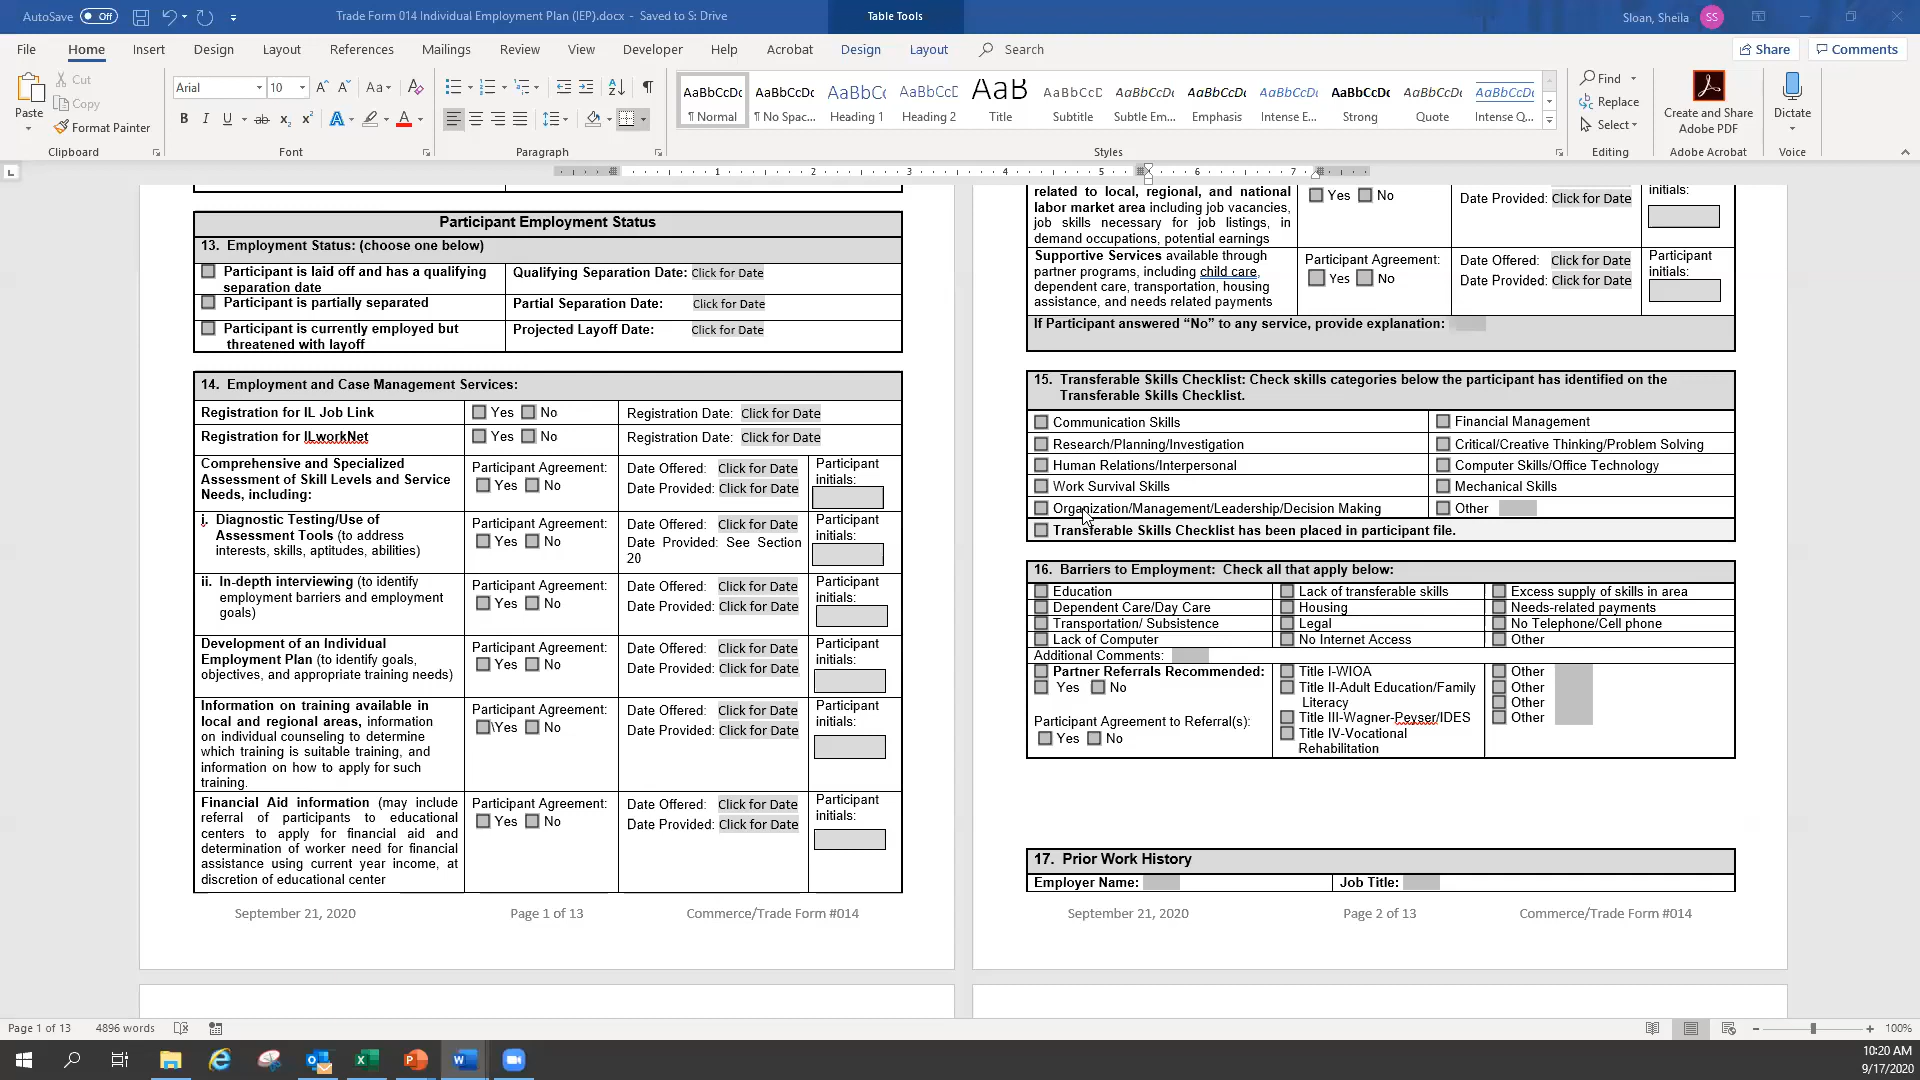 AutoSave Off
Trade Form 014 Individual Employment Plan (IEP).docx - Saved to S: Drive
Table Tools
Sloan, Sheila SS
File Home Insert Design Layout References Mailings Review View Developer Help Acrobat Design Layout Search
Share Comments
Paste
Cut
Copy
Format Painter
Clipboard
Arial 10
Font
Paragraph
AaBbCcDc AaBbCcDc AaBbCc AaBbCcD AaB AaBbCcD AaBbCcDc AaBbCcDc AaBbCcDc AaBbCcDc AaBbCcDc AaBbCcDc
¶ Normal ¶ No Spac... Heading 1 Heading 2 Title Subtitle Subtle Em... Emphasis Intense E... Strong Quote Intense Q...
Styles
Find
Replace
Select
Editing
Create and Share
Adobe PDF
Adobe Acrobat
Dictate
Voice
1 2 3 4 5 6 7
Participant Employment Status
13. Employment Status: (choose one below)
Participant is laid off and has a qualifying
separation date
Qualifying Separation Date: Click for Date
Participant is partially separated
Partial Separation Date: Click for Date
Participant is currently employed but
threatened with layoff
Projected Layoff Date: Click for Date
14. Employment and Case Management Services:
Registration for IL Job Link Yes No Registration Date: Click for Date
Registration for ILworkNet Yes No Registration Date: Click for Date
Comprehensive and Specialized
Assessment of Skill Levels and Service
Needs, including:
Participant Agreement:
Yes No
Date Offered: Click for Date
Date Provided: Click for Date
Participant
initials:
i. Diagnostic Testing/Use of
Assessment Tools (to address
interests, skills, aptitudes, abilities)
Participant Agreement:
Yes No
Date Offered: Click for Date
Date Provided: See Section
20
Participant
initials:
ii. In-depth interviewing (to identify
employment barriers and employment
goals)
Participant Agreement:
Yes No
Date Offered: Click for Date
Date Provided: Click for Date
Participant
initials:
Development of an Individual
Employment Plan (to identify goals,
objectives, and appropriate training needs)
Participant Agreement:
Yes No
Date Offered: Click for Date
Date Provided: Click for Date
Participant
initials:
Information on training available in
local and regional areas, information
on individual counseling to determine
which training is suitable training, and
information on how to apply for such
training.
Participant Agreement:
\Yes No
Date Offered: Click for Date
Date Provided: Click for Date
Participant
initials:
Financial Aid information (may include
referral of participants to educational
centers to apply for financial aid and
determination of worker need for financial
assistance using current year income, at
discretion of educational center
Participant Agreement:
Yes No
Date Offered: Click for Date
Date Provided: Click for Date
Participant
initials:
September 21, 2020 Page 1 of 13 Commerce/Trade Form #014
related to local, regional, and national
labor market area including job vacancies,
job skills necessary for job listings, in
demand occupations, potential earnings
Yes No
Date Provided: Click for Date
initials:
Supportive Services available through
partner programs, including child care,
dependent care, transportation, housing
assistance, and needs related payments
Participant Agreement:
Yes No
Date Offered: Click for Date
Date Provided: Click for Date
Participant
initials:
If Participant answered “No” to any service, provide explanation:
15. Transferable Skills Checklist: Check skills categories below the participant has identified on the
Transferable Skills Checklist.
Communication Skills Financial Management
Research/Planning/Investigation Critical/Creative Thinking/Problem Solving
Human Relations/Interpersonal Computer Skills/Office Technology
Work Survival Skills Mechanical Skills
Organization/Management/Leadership/Decision Making Other
Transferable Skills Checklist has been placed in participant file.
16. Barriers to Employment: Check all that apply below:
Education Lack of transferable skills Excess supply of skills in area
Dependent Care/Day Care Housing Needs-related payments
Transportation/ Subsistence Legal No Telephone/Cell phone
Lack of Computer No Internet Access Other
Additional Comments:
Partner Referrals Recommended:
Yes No
Participant Agreement to Referral(s):
Yes No
Title I-WIOA
Title II-Adult Education/Family
Literacy
Title III-Wagner-Peyser/IDES
Title IV-Vocational
Rehabilitation
Other
Other
Other
Other
17. Prior Work History
Employer Name: Job Title:
September 21, 2020 Page 2 of 13 Commerce/Trade Form #014
Page 1 of 13 4896 words
100%
10:20 AM
9/17/2020